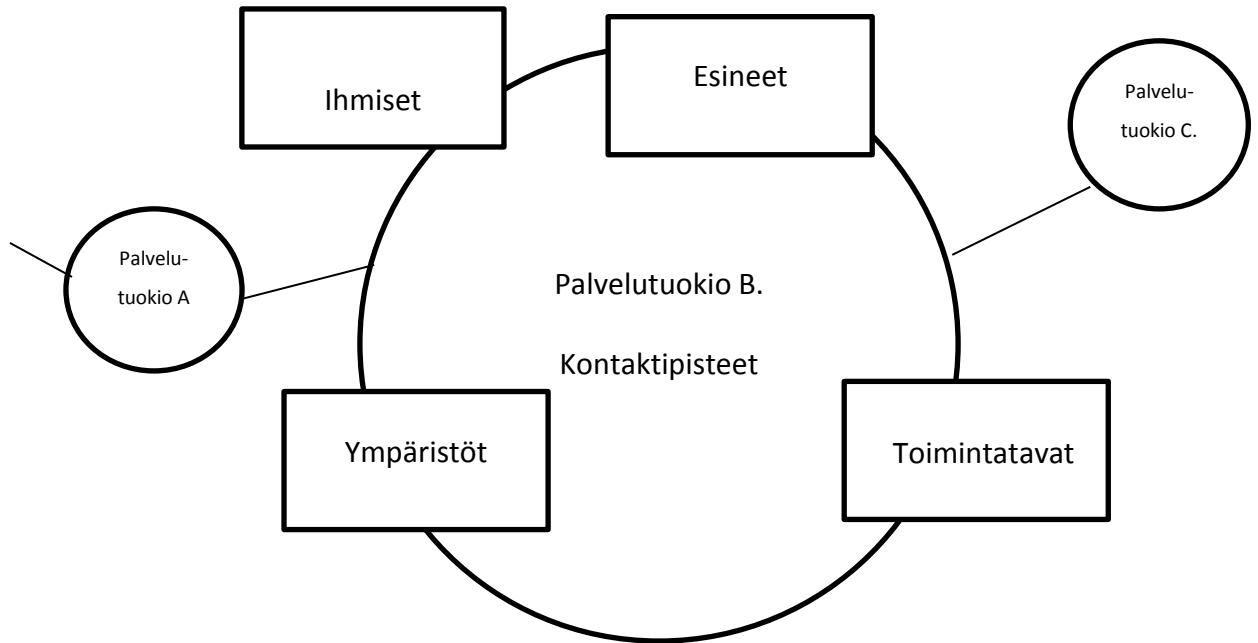 Ihmiset
Esineet
Palvelu-
tuokio C.
Palvelu-
tuokio A
Palvelutuokio B.
Kontaktipisteet
Ympäristöt
Toimintatavat